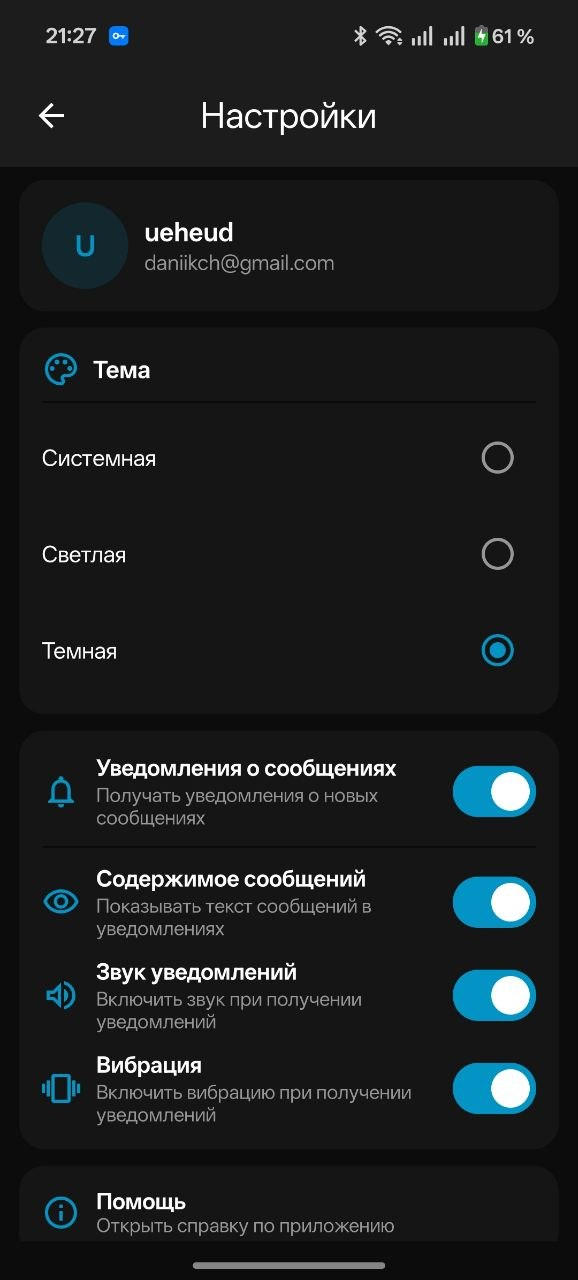 21:27 61 %
Настройки
U
ueheud
daniikch@gmail.com
Тема
Системная
Светлая
Темная
Уведомления о сообщениях
Получать уведомления о новых
сообщениях
Содержимое сообщений
Показывать текст сообщений в
уведомлениях
Звук уведомлений
Включить звук при получении
уведомлений
Вибрация
Включить вибрацию при получении
уведомлений
Помощь
Открыть справку по приложению